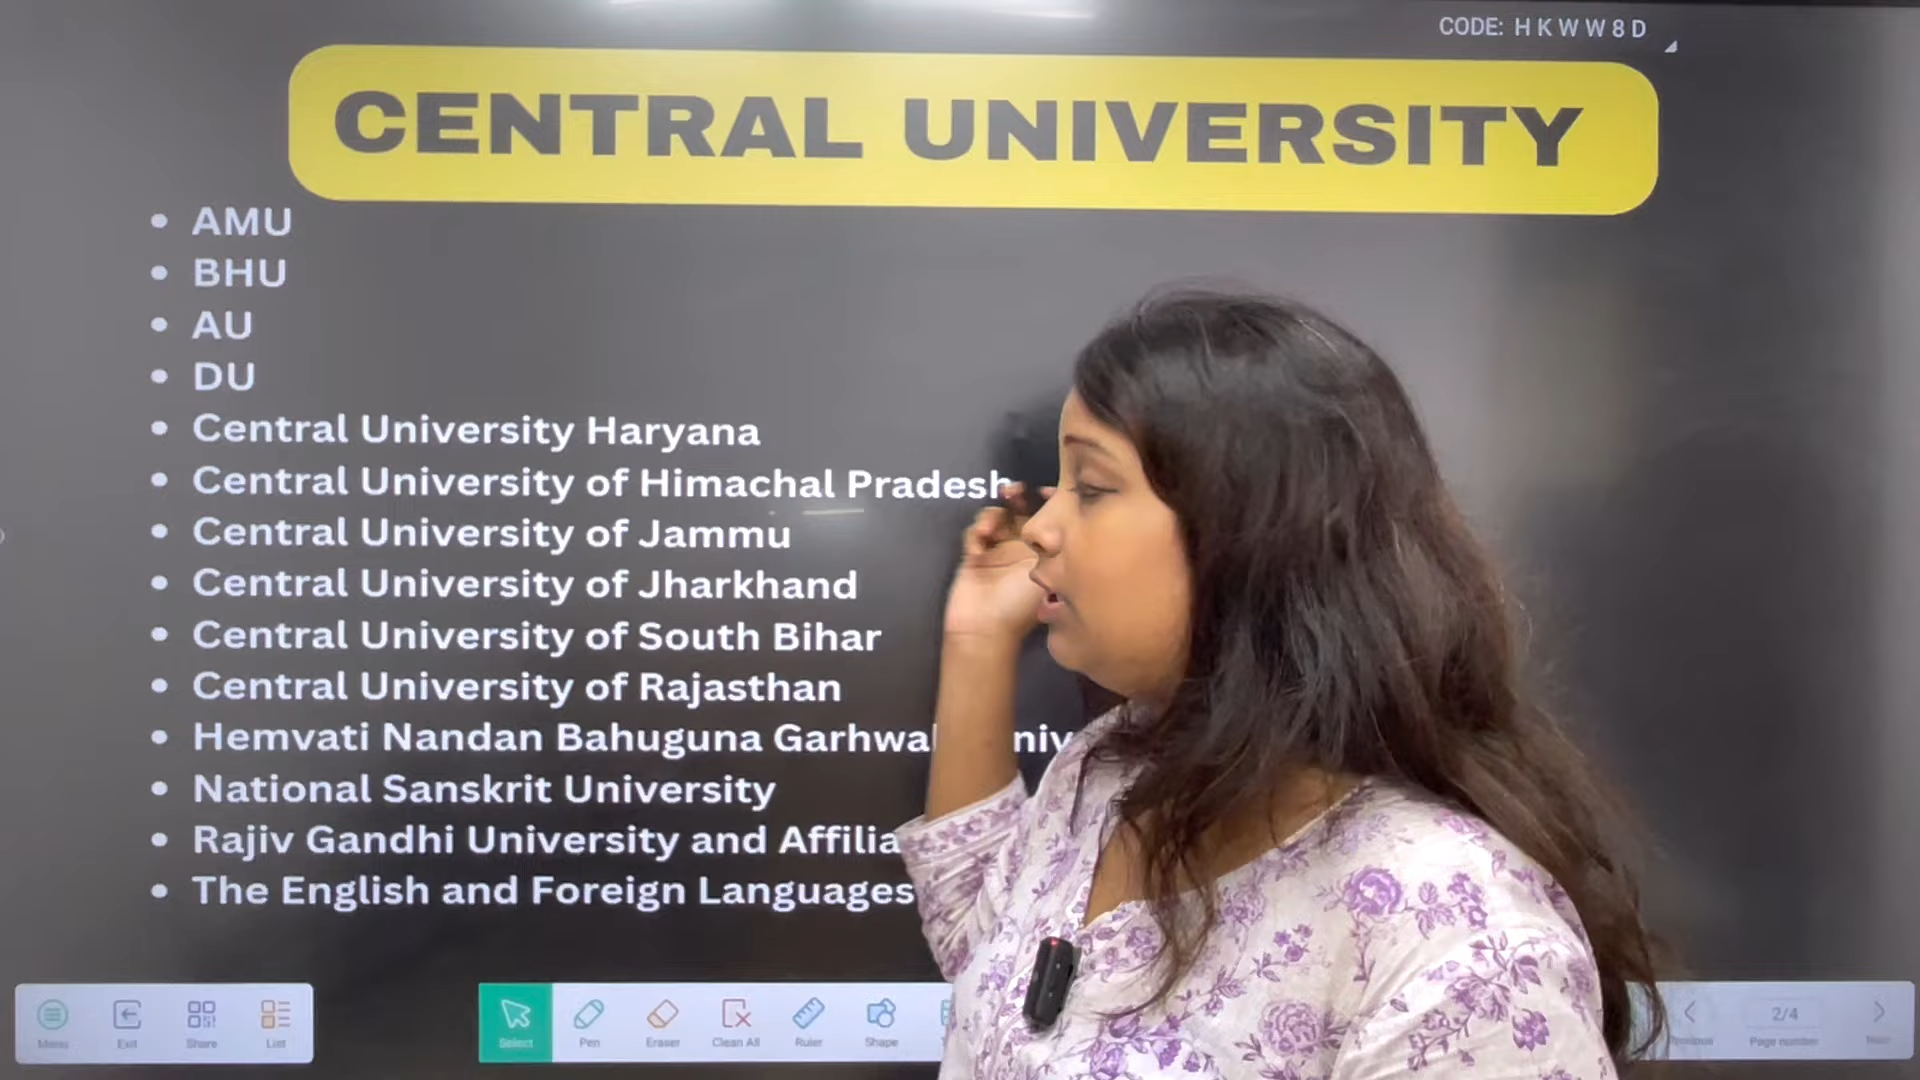 CODE: HKWW8D
CENTRAL UNIVERSITY
• AMU
• BHU
• AU
• DU
• Central University Haryana
• Central University of Himachal Pradesh
• Central University of Jammu
• Central University of Jharkhand
• Central University of South Bihar
• Central University of Rajasthan
• Hemvati Nandan Bahuguna
• National Sanskrit University
• Rajiv Gandhi University and
• The English and Foreign Languages
Menu Exit Share List Select Pen Eraser Clean All Ruler Shape 2/4 Page number